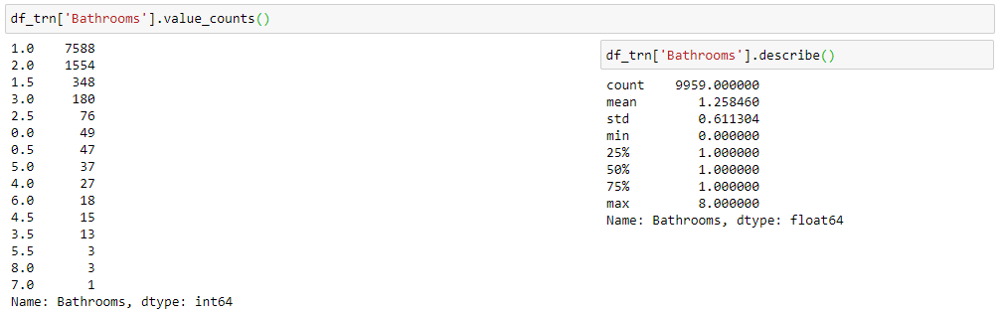 df_trn['Bathrooms'].value_counts()
1.0 7588
2.0 1554
1.5 348
3.0 180
2.5 76
0.0 49
0.5 47
5.0 37
4.0 27
6.0 18
4.5 15
3.5 13
5.5 3
8.0 3
7.0 1
Name: Bathrooms, dtype: int64
df_trn['Bathrooms'].describe()
count 9959.000000
mean 1.258460
std 0.611304
min 0.000000
25% 1.000000
50% 1.000000
75% 1.000000
max 8.000000
Name: Bathrooms, dtype: float64